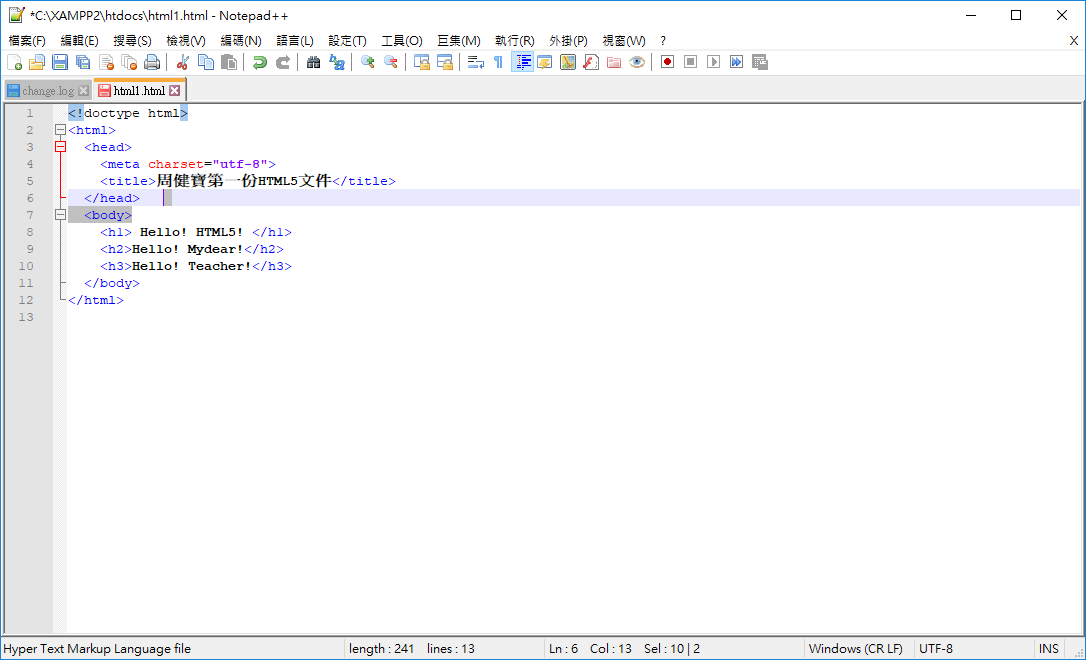 *C:\XAMPP2\htdocs\html1.html - Notepad++
檔案(F) 編輯(E) 搜尋(S) 檢視(V) 編碼(N) 語言(L) 設定(T) 工具(O) 巨集(M) 執行(R) 外掛(P) 視窗(W) ? X
change.log html1.html
1 <!doctype html>
2 <html>
3 <head>
4 <meta charset="utf-8">
5 <title>周健寶第一份HTML5文件</title>
6 </head>
7 <body>
8 <h1> Hello! HTML5! </h1>
9 <h2>Hello! Mydear!</h2>
10 <h3>Hello! Teacher!</h3>
11 </body>
12 </html>
13
Hyper Text Markup Language file length : 241 lines : 13 Ln : 6 Col : 13 Sel : 10 | 2 Windows (CR LF) UTF-8 INS